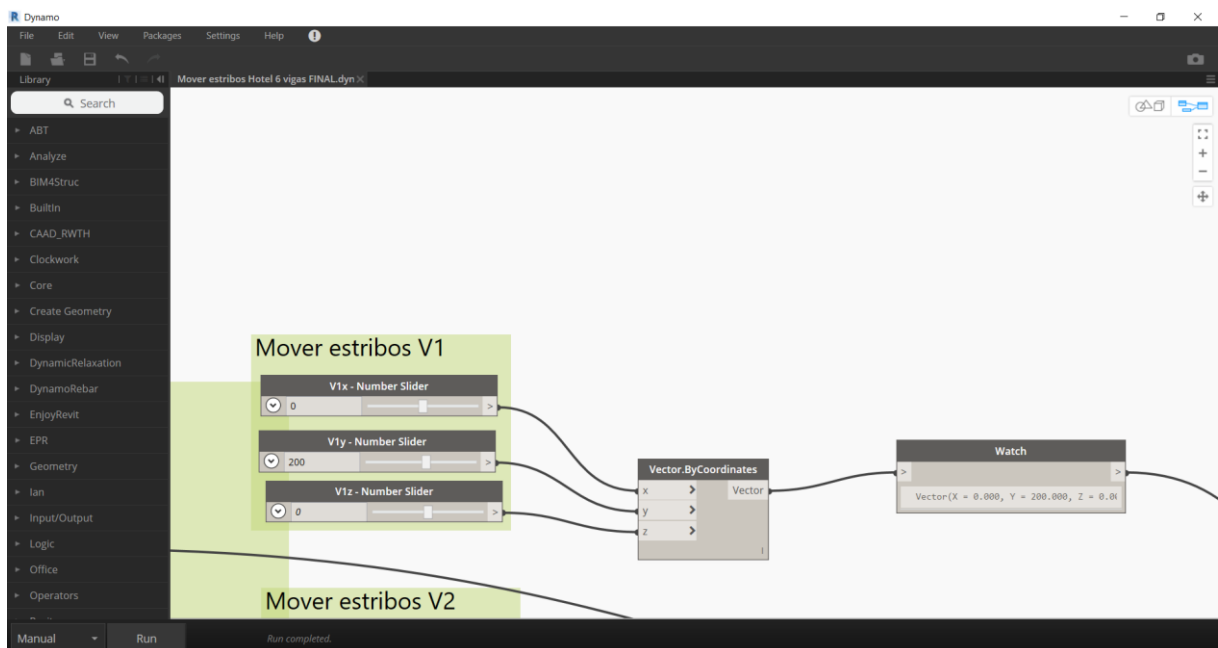 Dynamo
File Edit View Packages Settings Help
Library
Mover estribos Hotel 6 vigas FINAL.dyn
Search
ABT
Analyze
BIM4Struc
BuiltIn
CAAD_RWTH
Clockwork
Core
Create Geometry
Display
DynamicRelaxation
DynamoRebar
EnjoyRevit
EPR
Geometry
Ian
Input/Output
Logic
Office
Operators
Mover estribos V1
V1x - Number Slider
0 >
V1y - Number Slider
200 >
V1z - Number Slider
0 >
Vector.ByCoordinates
x > Vector
y >
z >
Watch
> >
Vector(X = 0.000, Y = 200.000, Z = 0.0
Mover estribos V2
Manual Run Run completed.